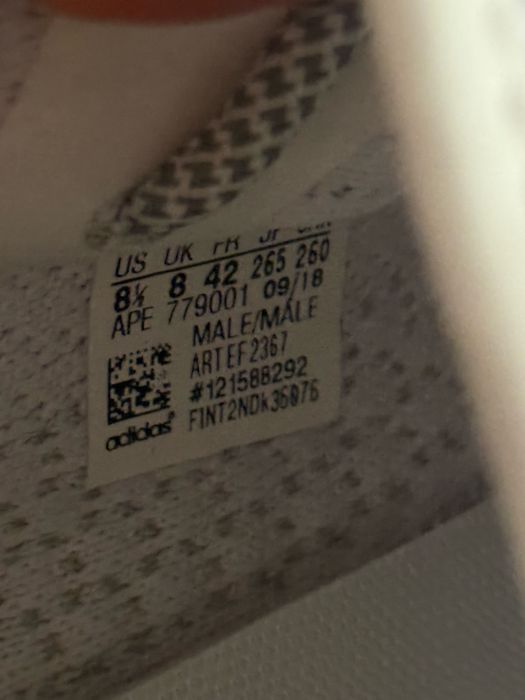 US UK FR JP CHN
8½ 8 42 265 260
APE 779001 09/18
MALE/MÁLE
ART EF2367
#121588292
F1NT2NDk36076
adidas®